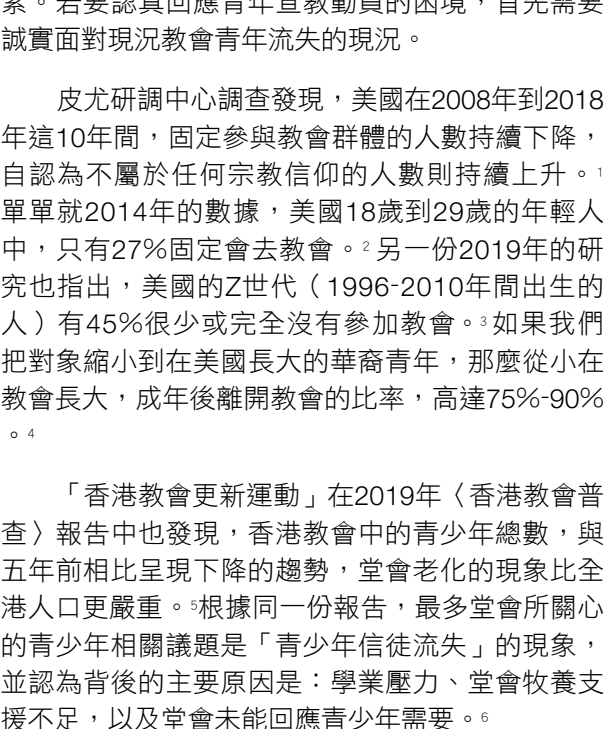 索。若要認真回應青年宣教動員的困境，首先需要
誠實面對現況教會青年流失的現況。
皮尤研調中心調查發現，美國在2008年到2018
年這10年間，固定參與教會群體的人數持續下降，
自認為不屬於任何宗教信仰的人數則持續上升。1
單單就2014年的數據，美國18歲到29歲的年輕人
中，只有27%固定會去教會。2 另一份2019年的研
究也指出，美國的Z世代（1996-2010年間出生的
人）有45%很少或完全沒有參加教會。3 如果我們
把對象縮小到在美國長大的華裔青年，那麼從小在
教會長大，成年後離開教會的比率，高達75%-90%
。4
「香港教會更新運動」在2019年〈香港教會普
查〉報告中也發現，香港教會中的青少年總數，與
五年前相比呈現下降的趨勢，堂會老化的現象比全
港人口更嚴重。5根據同一份報告，最多堂會所關心
的青少年相關議題是「青少年信徒流失」的現象，
並認為背後的主要原因是：學業壓力、堂會牧養支
援不足，以及堂會未能回應青少年需要。6